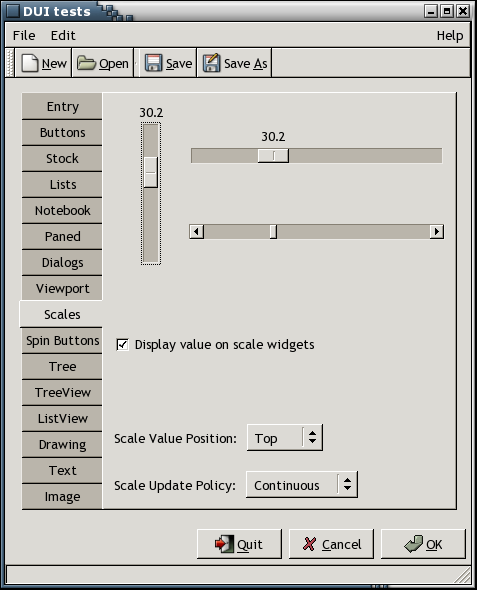 DUI tests
File Edit Help
New Open Save Save As
Entry
Buttons
Stock
Lists
Notebook
Paned
Dialogs
Viewport
Scales
Spin Buttons
Tree
TreeView
ListView
Drawing
Text
Image
30.2
30.2
Display value on scale widgets
Scale Value Position: Top
Scale Update Policy: Continuous
Quit Cancel OK